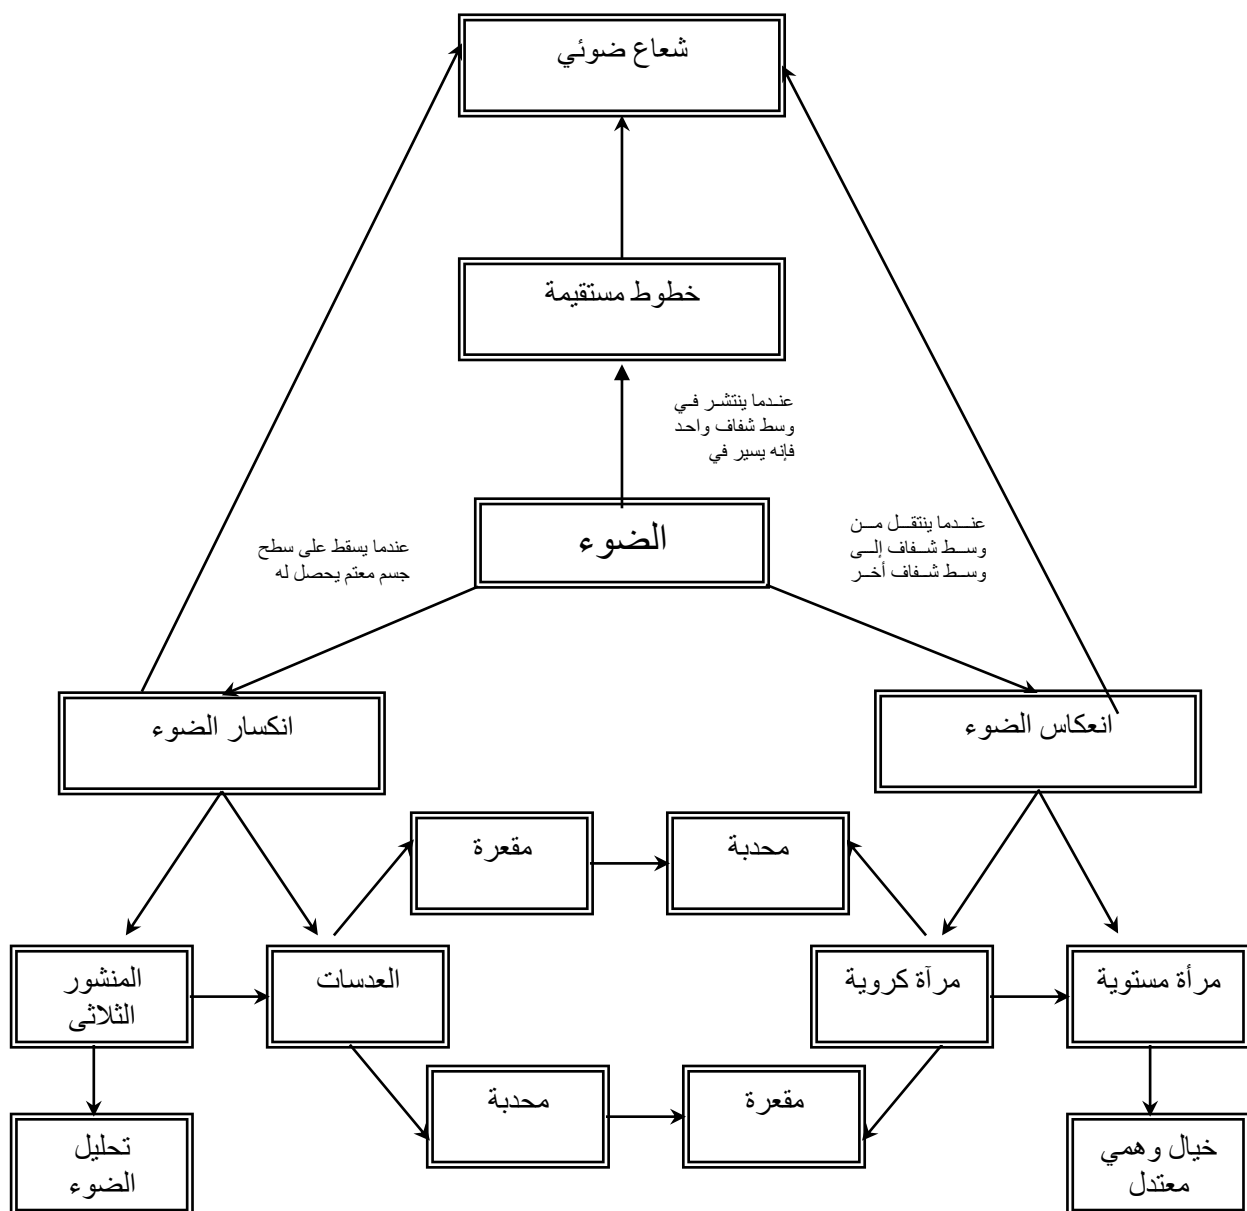 شعاع ضوئي
خطوط مستقيمة
عندما ينتشر في
وسط شفاف واحد
فإنه يسير في
الضوء
عندما ينتقل من
وسط شفاف إلى
وسط شفاف أخر
عندما يسقط على سطح
جسم معتم يحصل له
انعكاس الضوء
انكسار الضوء
محدبة
مقعرة
مرأة مستوية
مرآة كروية
العدسات
المنشور
الثلاثى
مقعرة
محدبة
خيال وهمي
معتدل
تحليل
الضوء